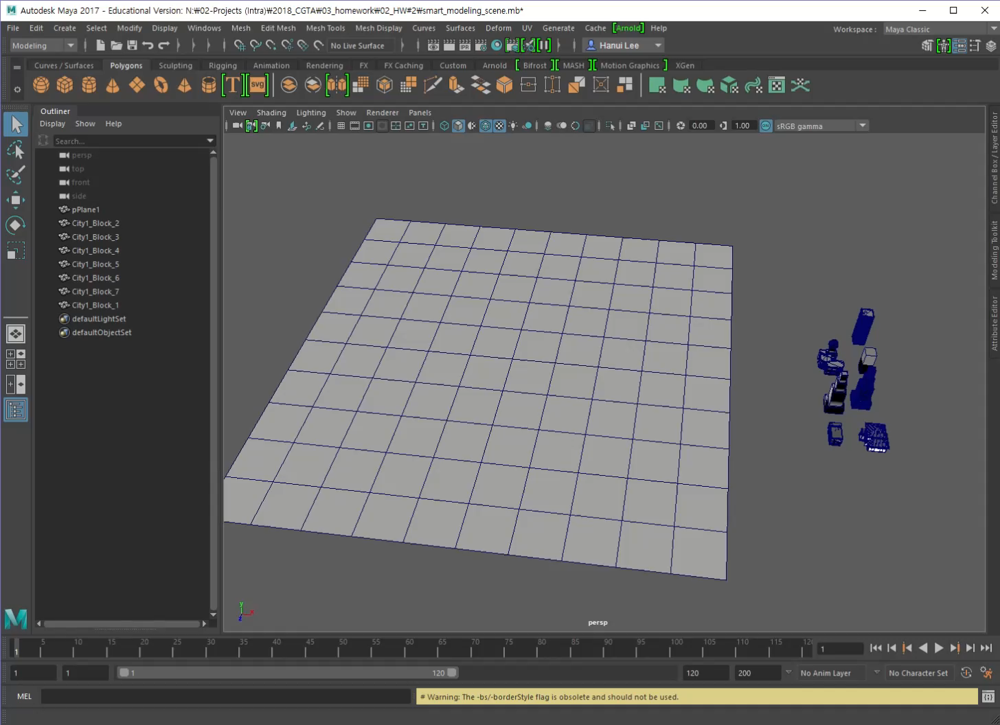 Autodesk Maya 2017 - Educational Version: N:₩02-Projects (Intra)₩2018_CGTA₩03_homework₩02_HW#2₩smart_modeling_scene.mb*
File Edit Create Select Modify Display Windows Mesh Edit Mesh Mesh Tools Mesh Display Curves Surfaces Deform UV Generate Cache [Arnold] Help Workspace : Maya Classic
Modeling No Live Surface IPR Hanui Lee
Curves / Surfaces Polygons Sculpting Rigging Animation Rendering FX FX Caching Custom Arnold [ Bifrost ][ MASH ][ Motion Graphics ] XGen
T svg
Outliner
Display Show Help
Search...
persp
top
front
side
pPlane1
City1_Block_2
City1_Block_3
City1_Block_4
City1_Block_5
City1_Block_6
City1_Block_7
City1_Block_1
defaultLightSet
defaultObjectSet
View Shading Lighting Show Renderer Panels
0.00 1.00 ON sRGB gamma
y
x
z
persp
Channel Box / Layer Editor
Modeling Toolkit
Attribute Editor
M
1 5 10 15 20 25 30 35 40 45 50 55 60 65 70 75 80 85 90 95 100 105 110 115 12 1
1 1 1 120 120 200 No Anim Layer No Character Set
MEL # Warning: The -bs/-borderStyle flag is obsolete and should not be used.